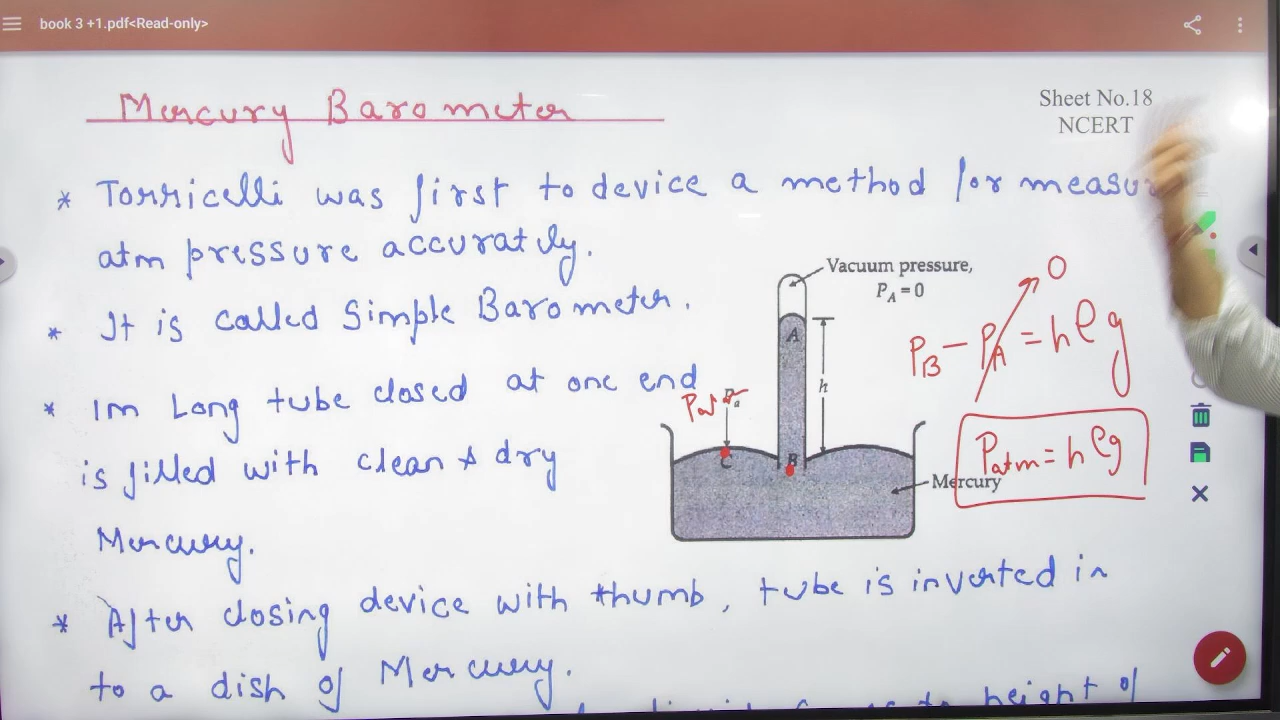 book 3 +1.pdf<Read-only>
Mercury Barometer
Sheet No.18
NCERT
* Torricelli was first to device a method for measu
atm pressure accuratly.
* It is called Simple Barometer.
* 1m Long tube closed at one end
is filled with clean & dry
Mercury.
* After closing device with thumb, tube is inverted in
to a dish of Mercury.
to height of
Vacuum pressure,
P_A = 0
A
h
C
B
Mercury
P_B - P_A = hρg
0
P_atm = hρg